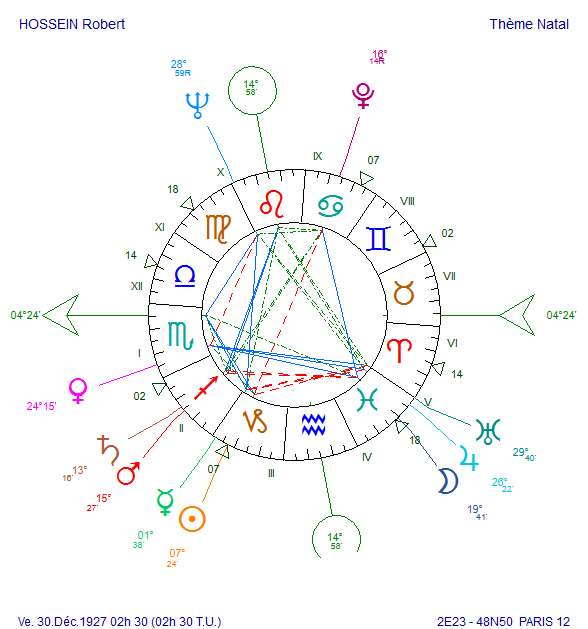 HOSSEIN Robert
Thème Natal
16°
14R
28°
59R
14°
58'
IX
07
X
18
VIII
XI
02
14
VII
XII
04°24'
04°24'
I
VI
14
02
24°15'
V
II
18
13°
16'
07
IV
29°
40'
III
15°
27'
26°
22'
19°
41'
01°
38'
07°
24'
14°
58'
Ve. 30.Déc.1927 02h 30 (02h 30 T.U.)
2E23 - 48N50 PARIS 12